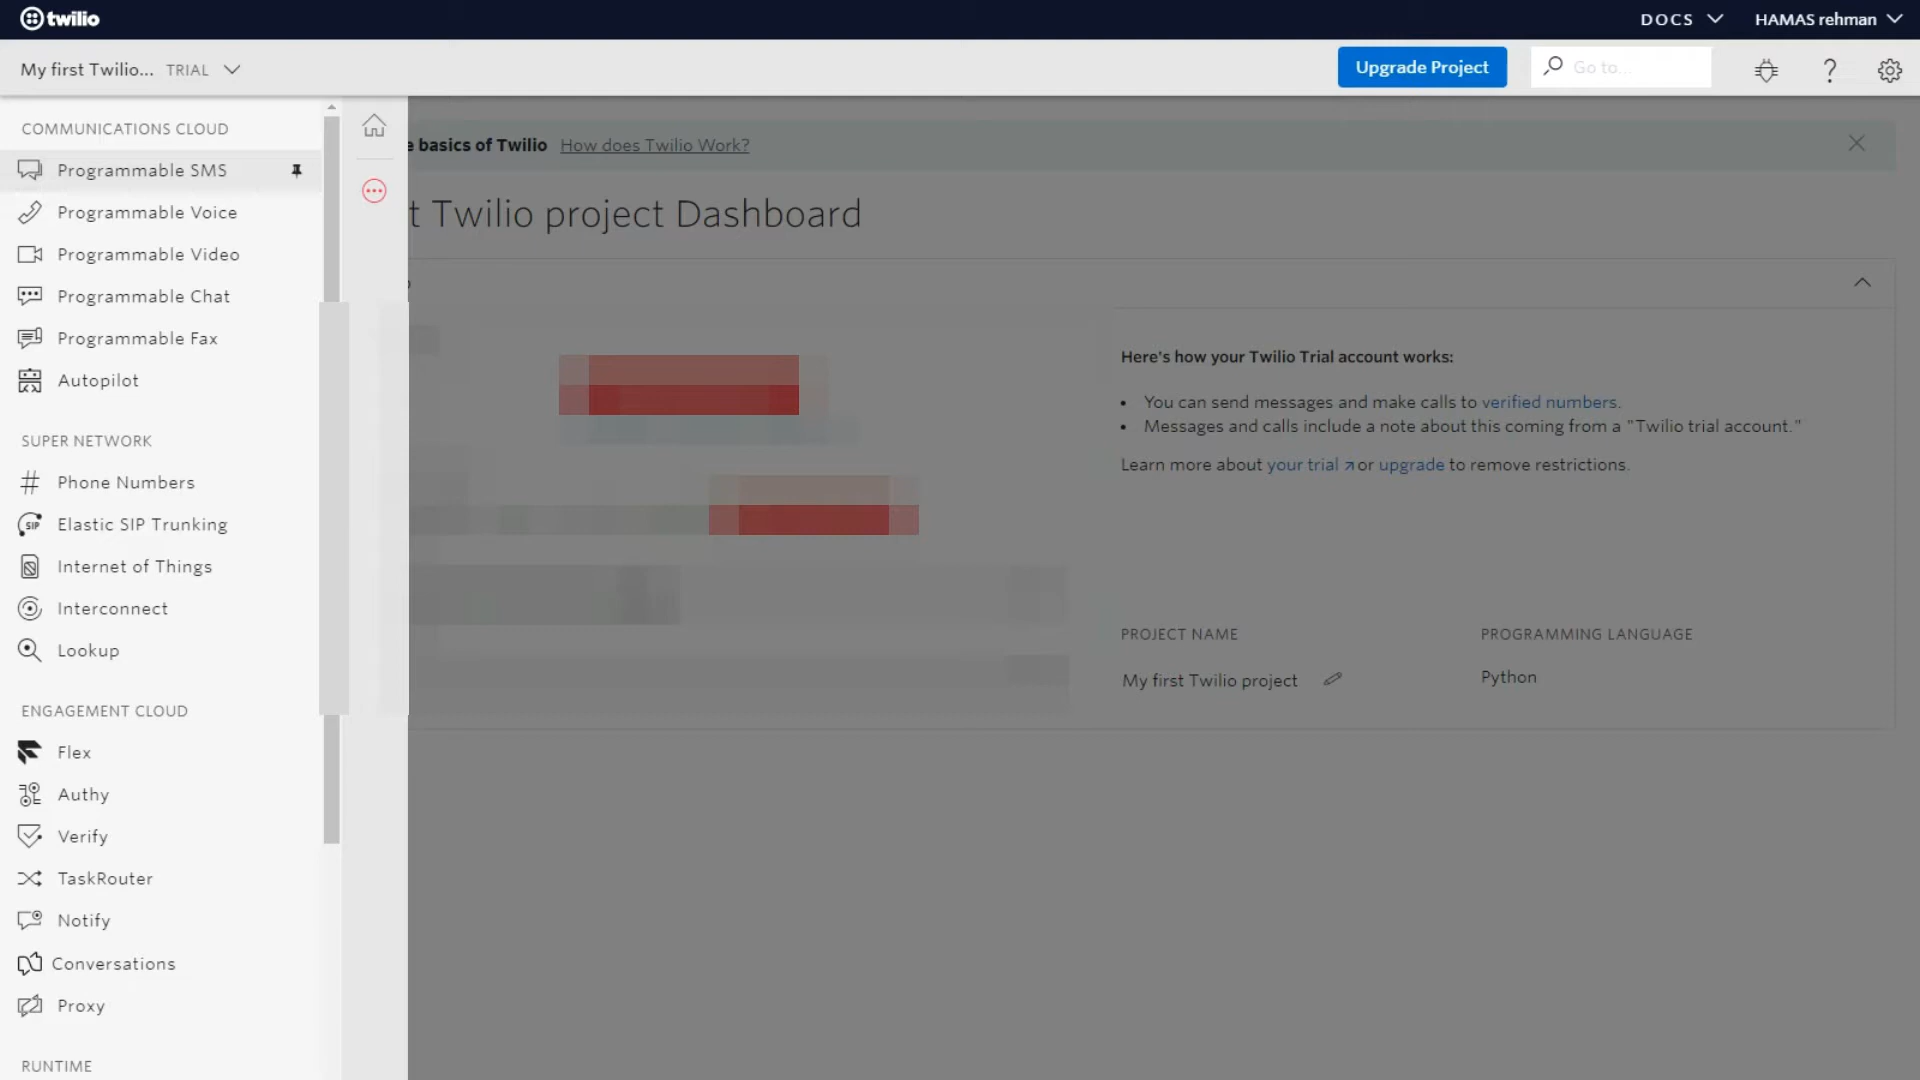 twilio
DOCS
HAMAS rehman
My first Twilio... TRIAL
Upgrade Project
Go to...
COMMUNICATIONS CLOUD
Programmable SMS
Programmable Voice
Programmable Video
Programmable Chat
Programmable Fax
Autopilot
SUPER NETWORK
Phone Numbers
SIP
Elastic SIP Trunking
Internet of Things
Interconnect
Lookup
ENGAGEMENT CLOUD
Flex
Authy
Verify
TaskRouter
Notify
Conversations
Proxy
RUNTIME
e basics of Twilio How does Twilio Work?
t Twilio project Dashboard
Here's how your Twilio Trial account works:
• You can send messages and make calls to verified numbers.
• Messages and calls include a note about this coming from a "Twilio trial account."
Learn more about your trial or upgrade to remove restrictions.
PROJECT NAME
My first Twilio project
PROGRAMMING LANGUAGE
Python